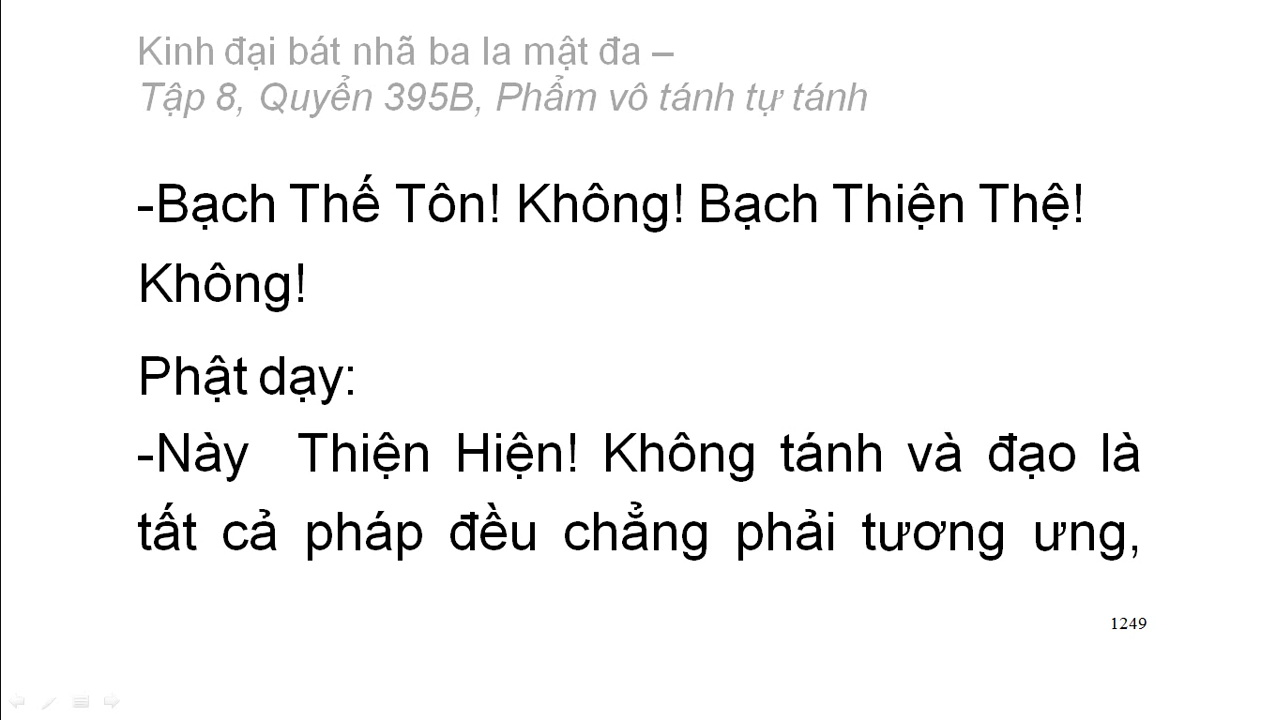 Kinh đại bát nhã ba la mật đa –
Tập 8, Quyển 395B, Phẩm vô tánh tự tánh
-Bạch Thế Tôn! Không! Bạch Thiện Thệ!
Không!
Phật dạy:
-Này Thiện Hiện! Không tánh và đạo là
tất cả pháp đều chẳng phải tương ưng,
1249